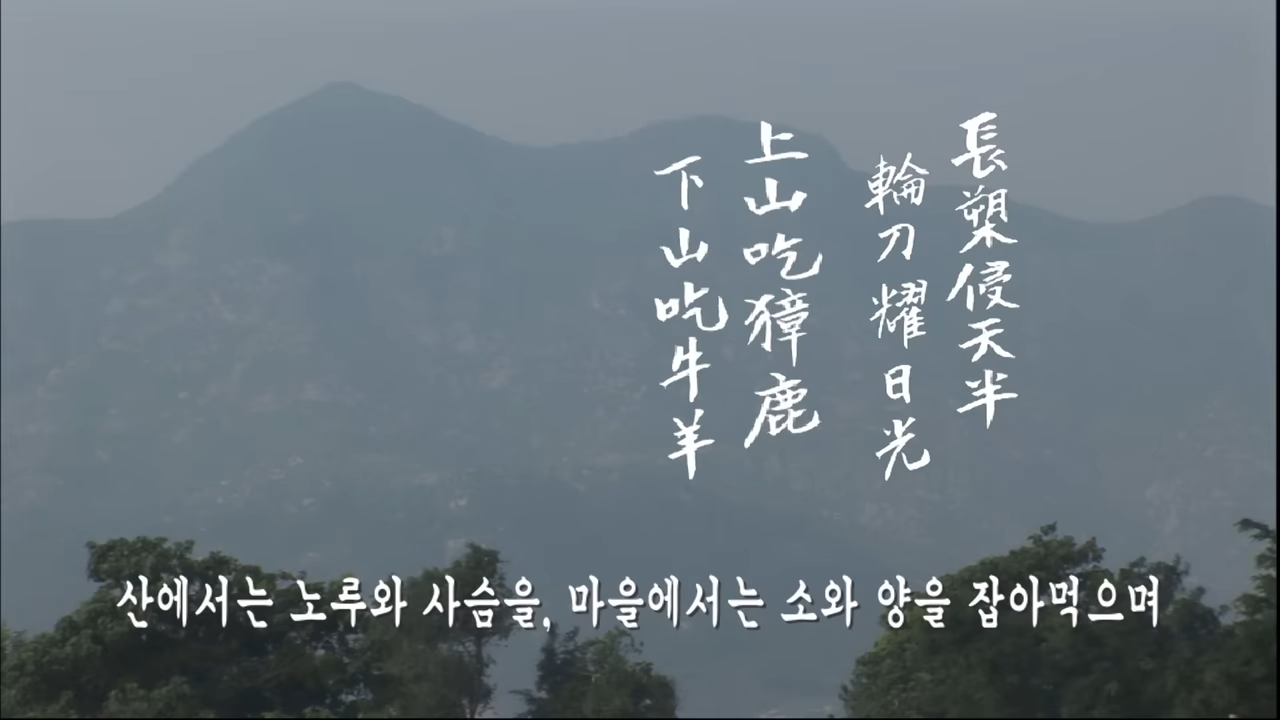 長槊侵天半
輪刀耀日光
上山吃獐鹿
下山吃牛羊
산에서는 노루와 사슴을, 마을에서는 소와 양을 잡아먹으며